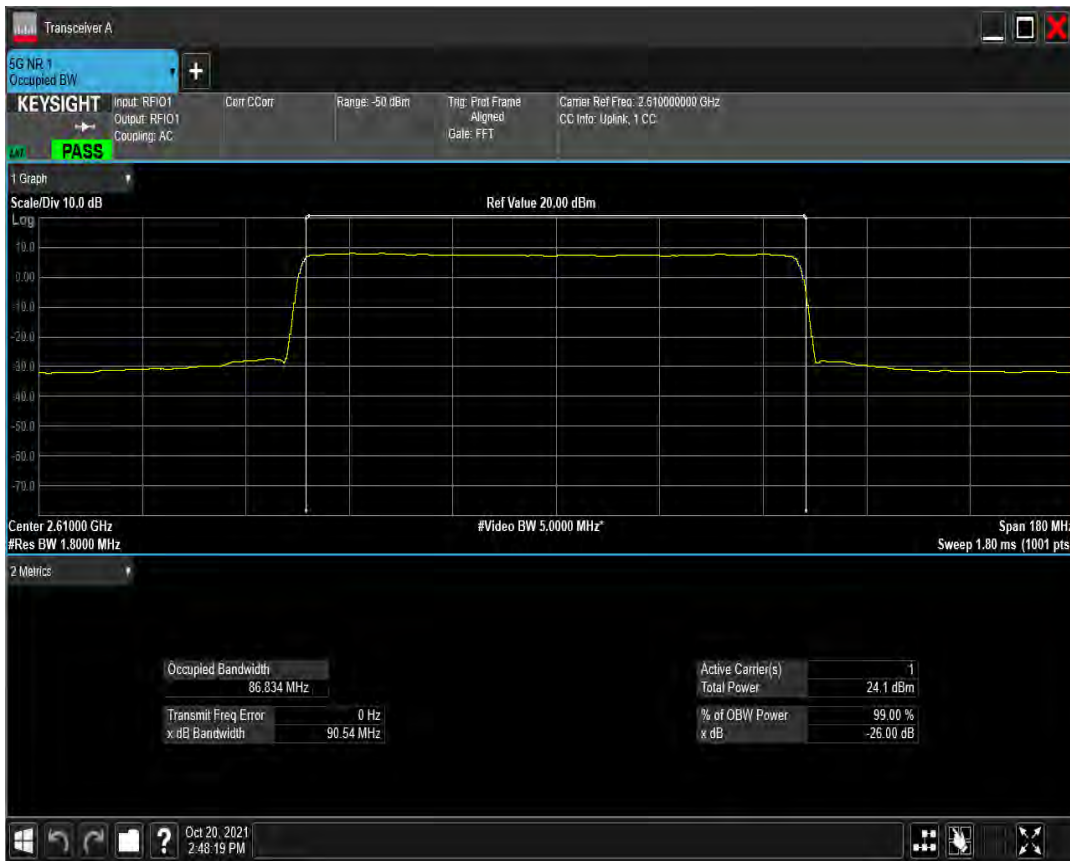 Transceiver A
5G NR 1
Occupied BW
KEYSIGHT
Input: RFIO1
Output: RFIO1
Coupling: AC
Corr CCorr
Range: -50 dBm
Trig: Prot Frame
Aligned
Gate: FFT
Carrier Ref Freq: 2.610000000 GHz
CC Info: Uplink, 1 CC
PASS
1 Graph
Scale/Div 10.0 dB
Ref Value 20.00 dBm
Log
10.0
0.00
-10.0
-20.0
-30.0
-40.0
-50.0
-60.0
-70.0
Center 2.61000 GHz
#Video BW 5.0000 MHz*
Span 180 MHz
#Res BW 1.8000 MHz
Sweep 1.80 ms (1001 pts
2 Metrics
Occupied Bandwidth
86.834 MHz
Active Carrier(s) 1
Total Power 24.1 dBm
Transmit Freq Error 0 Hz
x dB Bandwidth 90.54 MHz
% of OBW Power 99.00 %
x dB -26.00 dB
?
Oct 20, 2021
2:48:19 PM